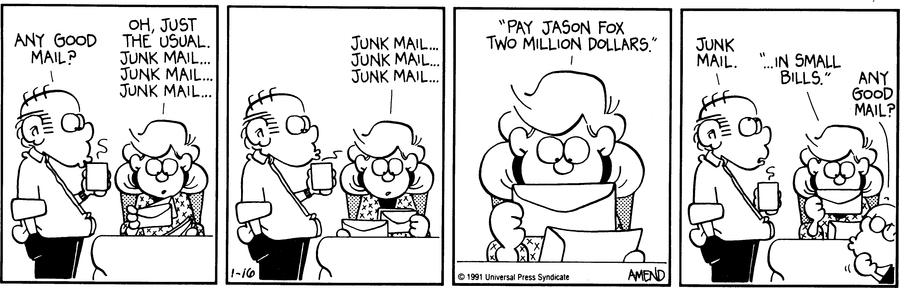 ANY GOOD
MAIL?
OH, JUST
THE USUAL.
JUNK MAIL...
JUNK MAIL...
JUNK MAIL...
JUNK MAIL...
JUNK MAIL...
JUNK MAIL...
1-16
"PAY JASON FOX
TWO MILLION DOLLARS."
© 1991 Universal Press Syndicate
AMEND
JUNK
MAIL.
"...IN SMALL
BILLS."
ANY
GOOD
MAIL?